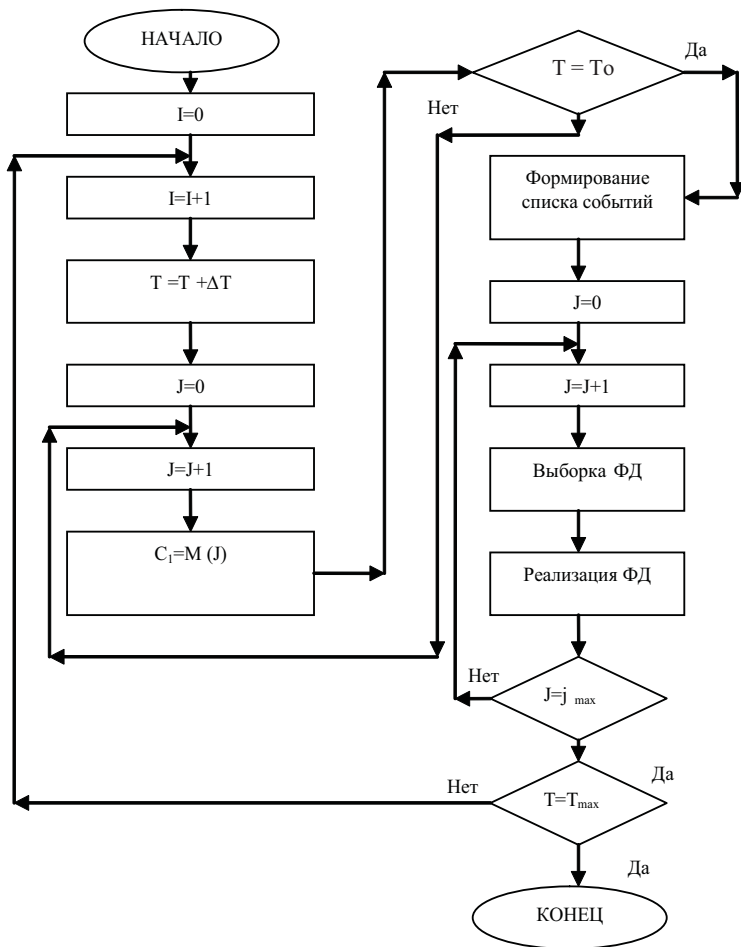 НАЧАЛО
I=0
I=I+1
T =T +ΔT
J=0
J=J+1
C₁=M (J)
T = To
Да
Нет
Формирование
списка событий
J=0
J=J+1
Выборка ФД
Реализация ФД
Нет
J=j max
Да
Нет
T=Tmax
Да
КОНЕЦ